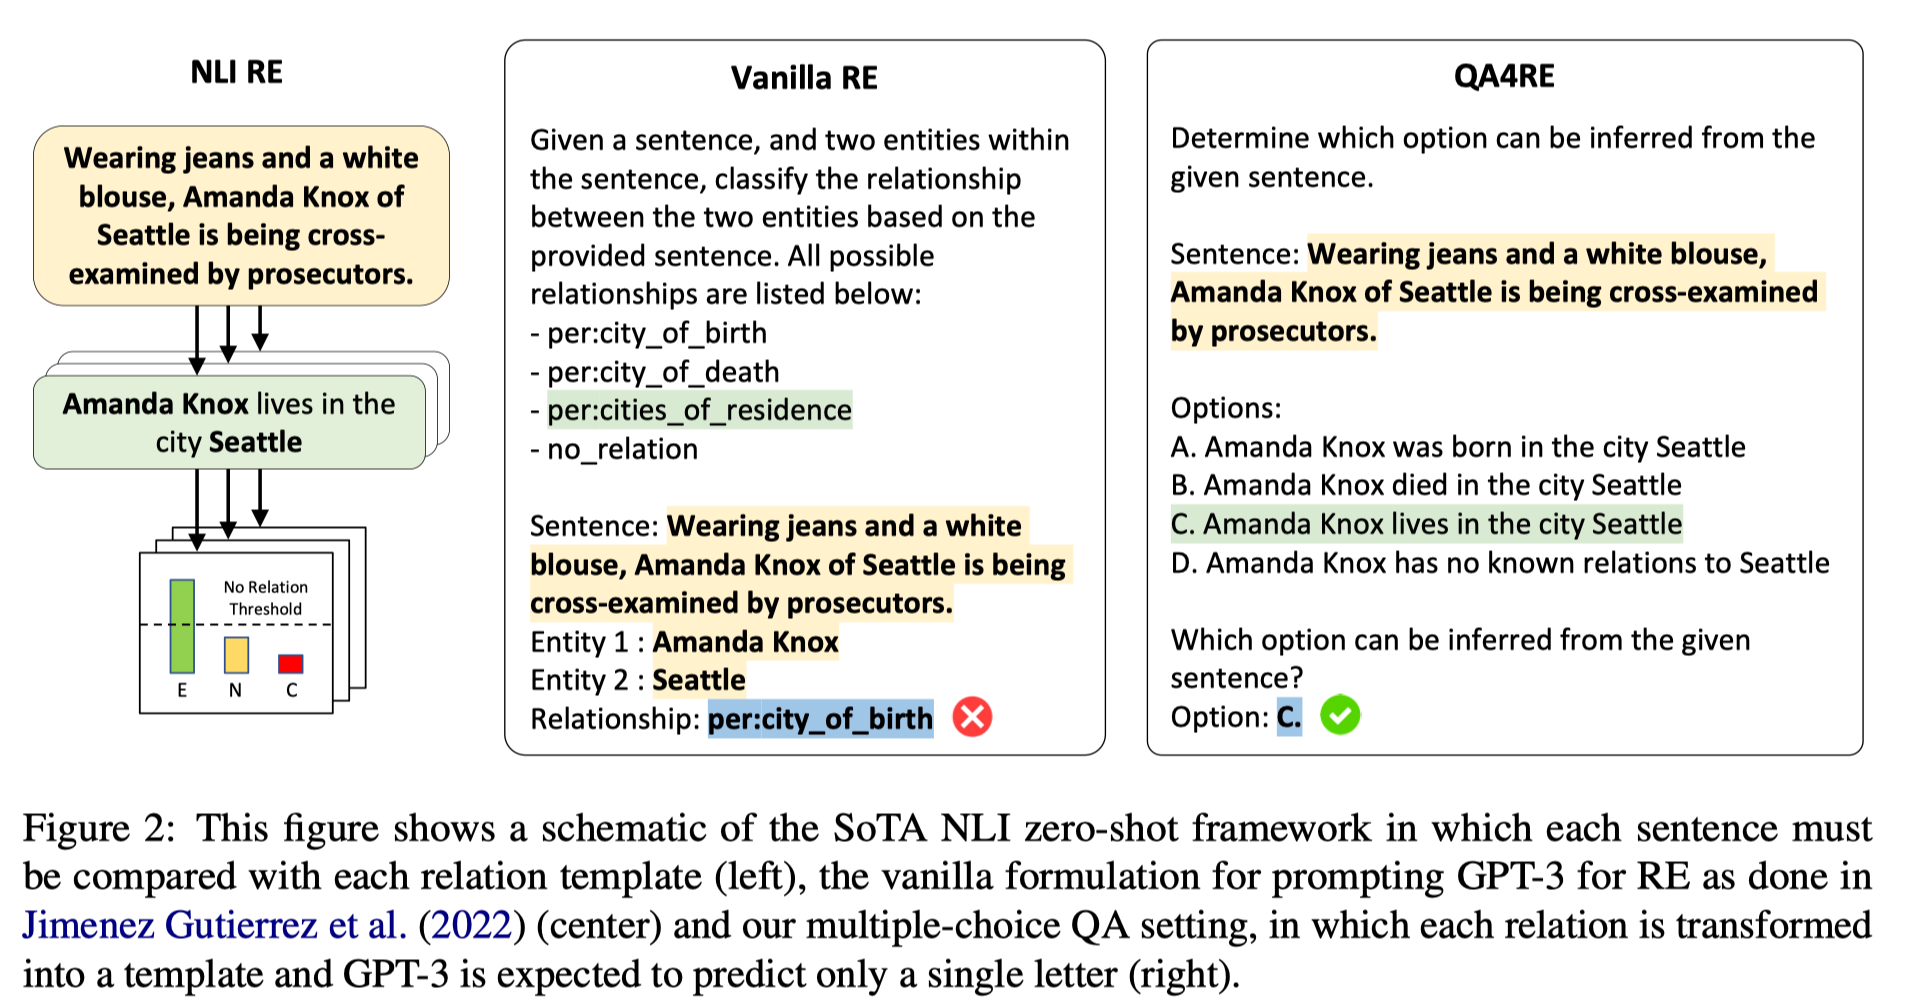 NLI RE
Wearing jeans and a white
blouse, Amanda Knox of
Seattle is being cross-
examined by prosecutors.
Amanda Knox lives in the
city Seattle
No Relation
Threshold
E N C
Vanilla RE
Given a sentence, and two entities within
the sentence, classify the relationship
between the two entities based on the
provided sentence. All possible
relationships are listed below:
- per:city_of_birth
- per:city_of_death
- per:cities_of_residence
- no_relation
Sentence: Wearing jeans and a white
blouse, Amanda Knox of Seattle is being
cross-examined by prosecutors.
Entity 1 : Amanda Knox
Entity 2 : Seattle
Relationship: per:city_of_birth
QA4RE
Determine which option can be inferred from the
given sentence.
Sentence: Wearing jeans and a white blouse,
Amanda Knox of Seattle is being cross-examined
by prosecutors.
Options:
A. Amanda Knox was born in the city Seattle
B. Amanda Knox died in the city Seattle
C. Amanda Knox lives in the city Seattle
D. Amanda Knox has no known relations to Seattle
Which option can be inferred from the given
sentence?
Option: C.
Figure 2: This figure shows a schematic of the SoTA NLI zero-shot framework in which each sentence must
be compared with each relation template (left), the vanilla formulation for prompting GPT-3 for RE as done in
Jimenez Gutierrez et al. (2022) (center) and our multiple-choice QA setting, in which each relation is transformed
into a template and GPT-3 is expected to predict only a single letter (right).